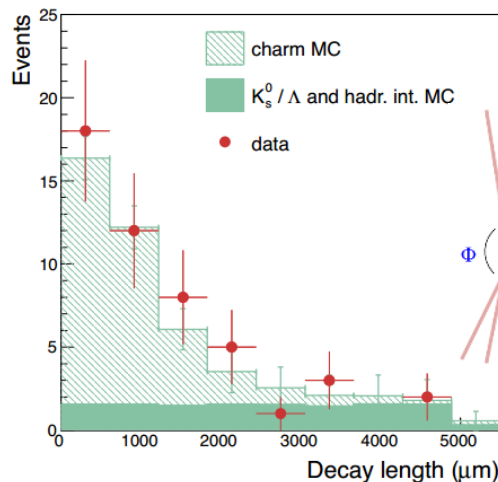 Events
25
20
15
10
5
0
charm MC
K⁰ₛ / Λ and hadr. int. MC
data
Φ
0 1000 2000 3000 4000 5000
Decay length (μm)